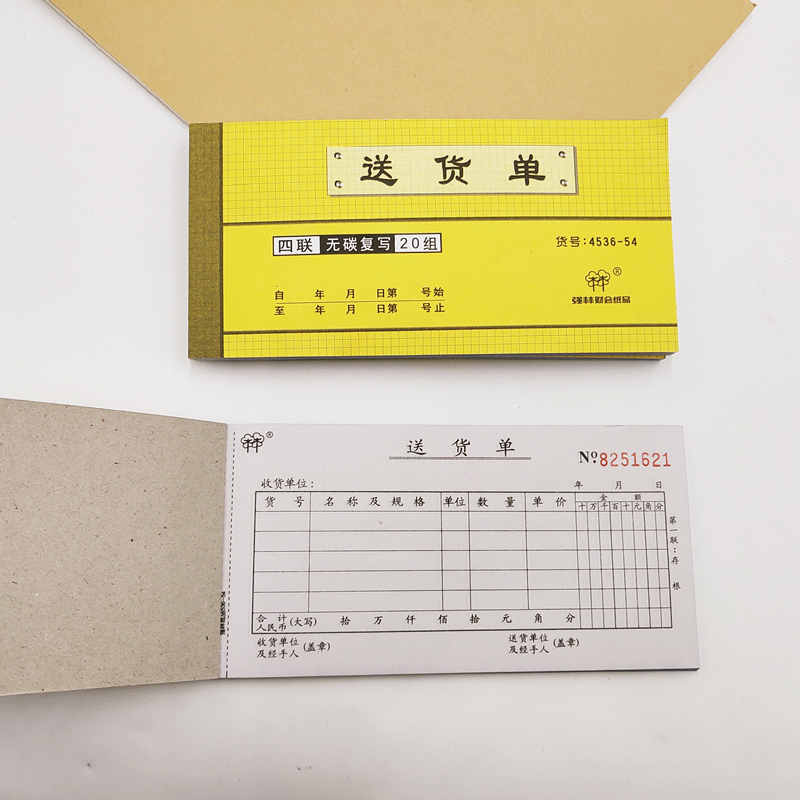 送货单
四联 无碳复写 20组
货号:4536-54
自 年 月 日第 号始
至 年 月 日第 号止
®
强林财会纸品
®
送货单
№:8251621
收货单位:
年 月 日
货号 名称及规格 单位 数量 单价 金额
十万千百十元角分
第一联:存根
合计人民币(大写) 拾 万 仟 佰 拾 元 角 分
收货单位及经手人(盖章)
送货单位及经手人(盖章)